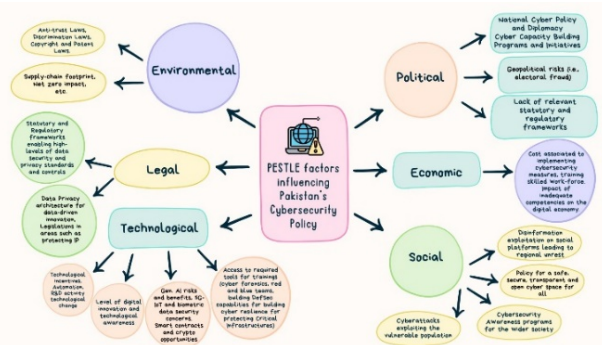 Anti-trust Laws,
Discrimination Laws,
Copyright and Patent
Laws
Supply-chain footprint,
Net zero impact,
etc.
Environmental
Statutory and
Regulatory
frameworks
enabling high-
levels of data
security and
privacy standards
and controls
Data Privacy
architecture for
data-driven
innovation,
Legislations in
areas such as
protecting IP
Legal
Technological
Technological
incentives,
Automation,
R&D activity,
technological
change
Level of digital
innovation and
technological
awareness
Gen. AI risks
and benefits, 5G-
IoT and biometric
data security
concerns.
Smart contracts
and crypto
opportunities.
Access to required
tools for trainings
(cyber forensics, red
and blue teams,
building DefSec
capabilities for building
cyber resilience for
protecting Critical
Infrastructures)
PESTLE factors
influencing
Pakistan's
Cybersecurity
Policy
Political
National Cyber Policy
and Diplomacy
Cyber Capacity Building
Programs and Initiatives
Geopolitical risks (i.e.,
electoral fraud)
Lack of relevant
statutory and
regulatory
frameworks
Economic
Cost associated to
implementing
cybersecurity
measures, training
skilled work-force.
Impact of
inadequate
competencies on the
digital economy
Social
Disinformation
exploitation on social
platforms leading to
regional unrest
Policy for a safe,
secure, transparent and
open cyber space for
all
Cybersecurity
Awareness programs
for the wider society
Cyberattacks
exploiting the
vulnerable population